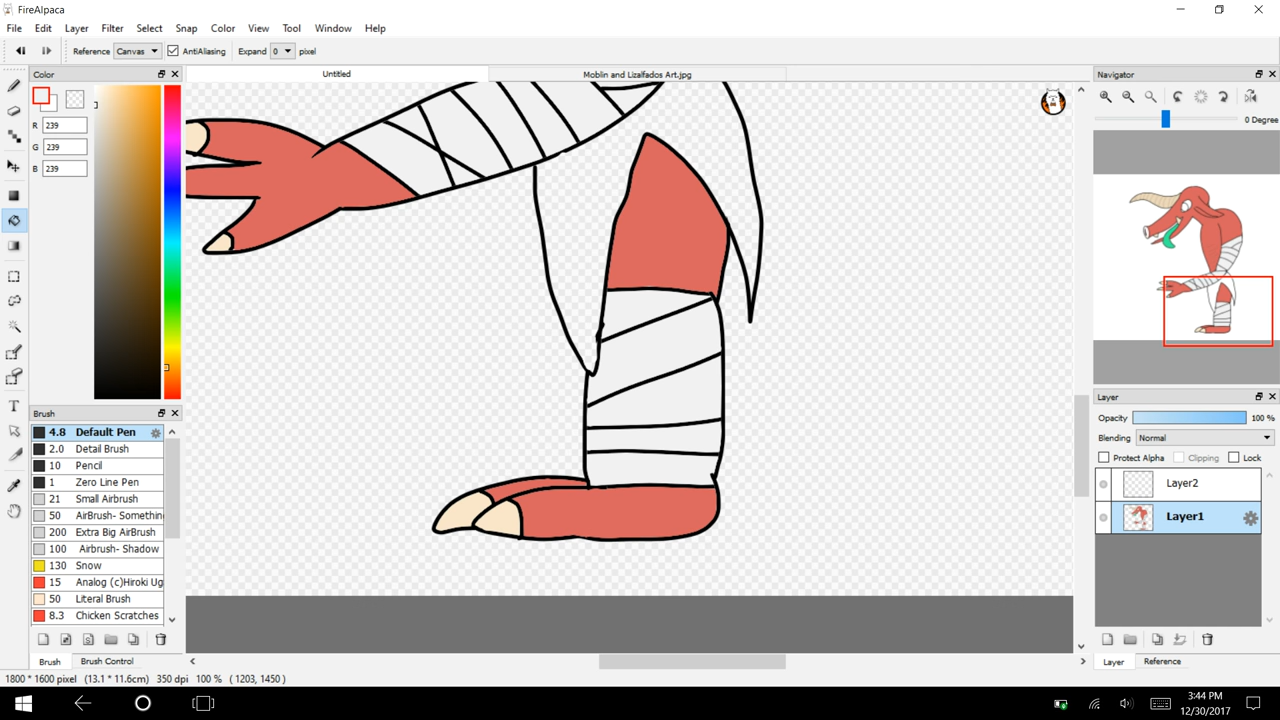 FireAlpaca
File Edit Layer Filter Select Snap Color View Tool Window Help
Reference Canvas AntiAliasing Expand 0 pixel
Color
Untitled
Moblin and Lizalfados Art.jpg
Navigator
R 239
G 239
B 239
0 Degree
Brush
4.8 Default Pen
2.0 Detail Brush
10 Pencil
1 Zero Line Pen
21 Small Airbrush
50 AirBrush- Somethin
200 Extra Big AirBrush
100 Airbrush- Shadow
130 Snow
15 Analog (c)Hiroki Ug
50 Literal Brush
8.3 Chicken Scratches
Brush Brush Control
Layer
Opacity 100 %
Blending Normal
Protect Alpha Clipping Lock
Layer2
Layer1
Layer Reference
1800 * 1600 pixel (13.1 * 11.6cm) 350 dpi 100 % ( 1203, 1450 )
3:44 PM
12/30/2017